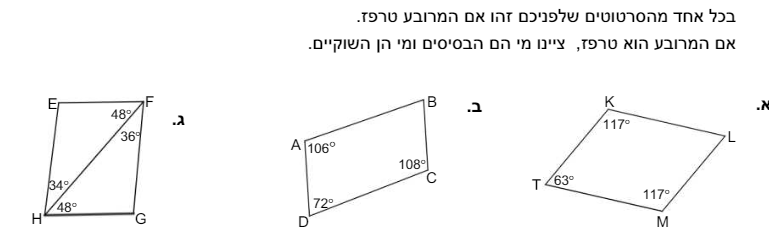 בכל אחד מהסרטוטים שלפניכם זהו אם המרובע טרפז.
אם המרובע הוא טרפז, ציינו מי הם הבסיסים ומי הן השוקיים.
א.
K
117°
L
T
63°
117°
M
ב.
B
A
106°
108°
C
72°
D
ג.
E
F
48°
36°
34°
48°
H
G